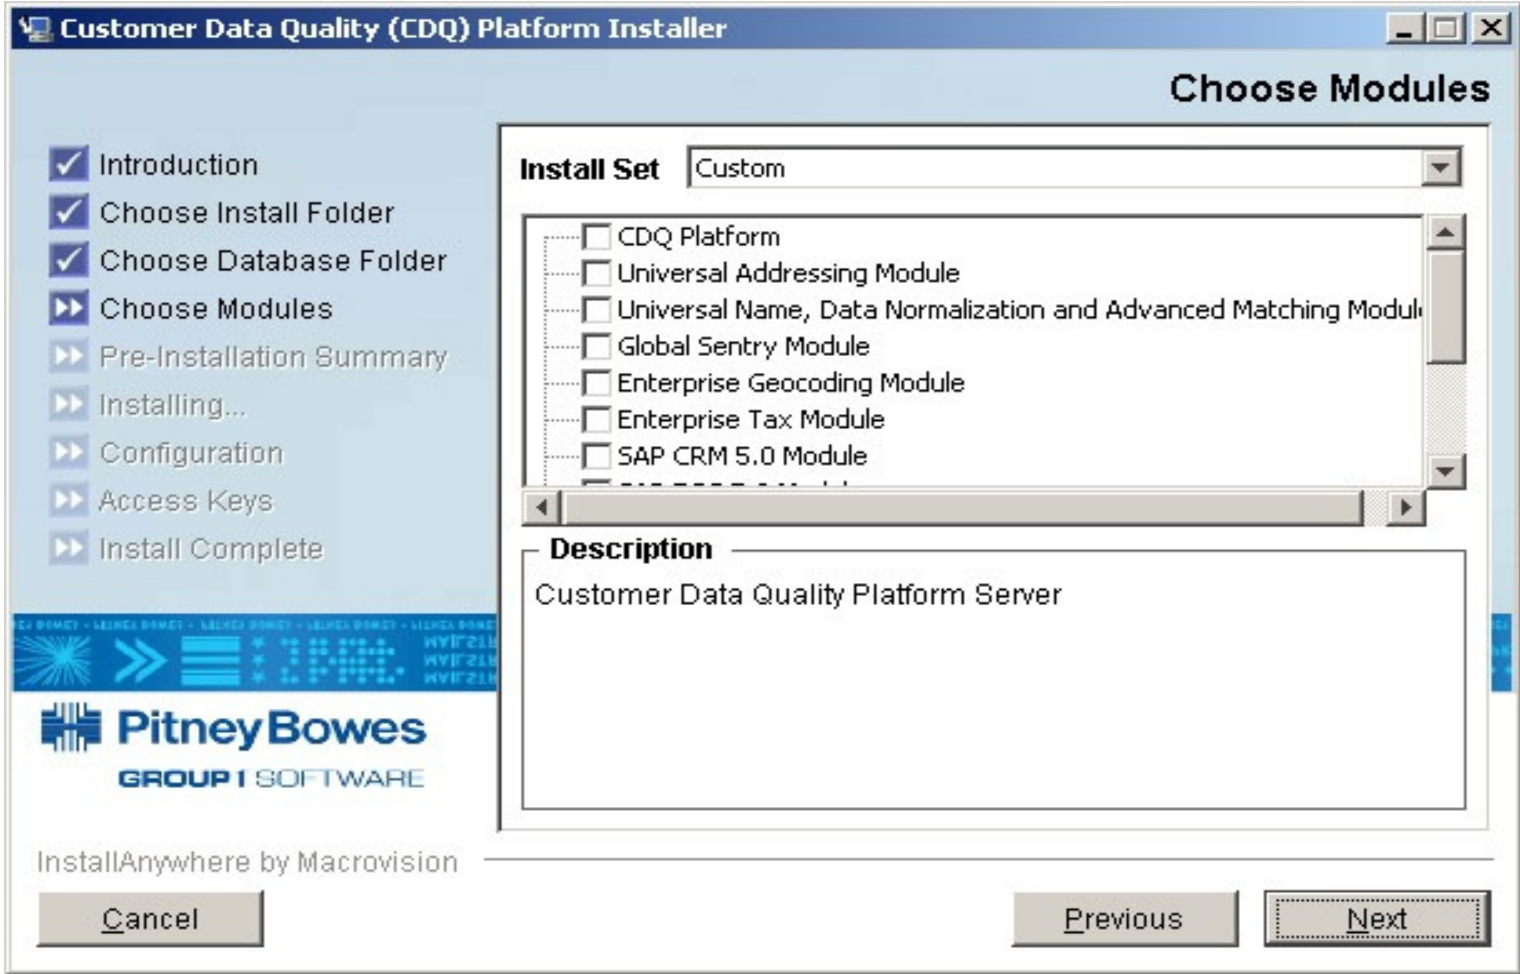 Customer Data Quality (CDQ) Platform Installer
Choose Modules
Introduction
Choose Install Folder
Choose Database Folder
Choose Modules
Pre-Installation Summary
Installing...
Configuration
Access Keys
Install Complete
Install Set Custom
CDQ Platform
Universal Addressing Module
Universal Name, Data Normalization and Advanced Matching Modul
Global Sentry Module
Enterprise Geocoding Module
Enterprise Tax Module
SAP CRM 5.0 Module
Description
Customer Data Quality Platform Server
PitneyBowes
GROUP 1 SOFTWARE
InstallAnywhere by Macrovision
Cancel
Previous
Next